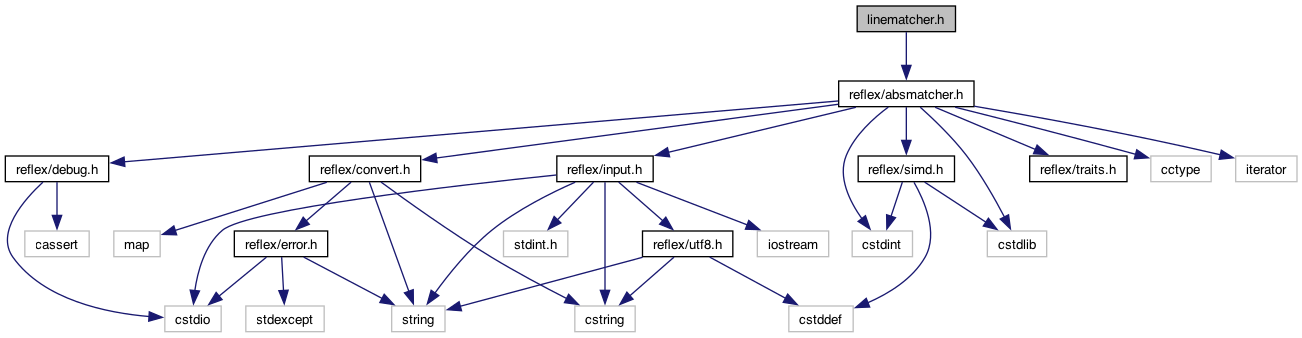 linematcher.h
reflex/absmatcher.h
reflex/debug.h
reflex/convert.h
reflex/input.h
reflex/simd.h
reflex/traits.h
cctype
iterator
cassert
map
reflex/error.h
stdint.h
reflex/utf8.h
iostream
cstdint
cstdlib
cstdio
stdexcept
string
cstring
cstddef